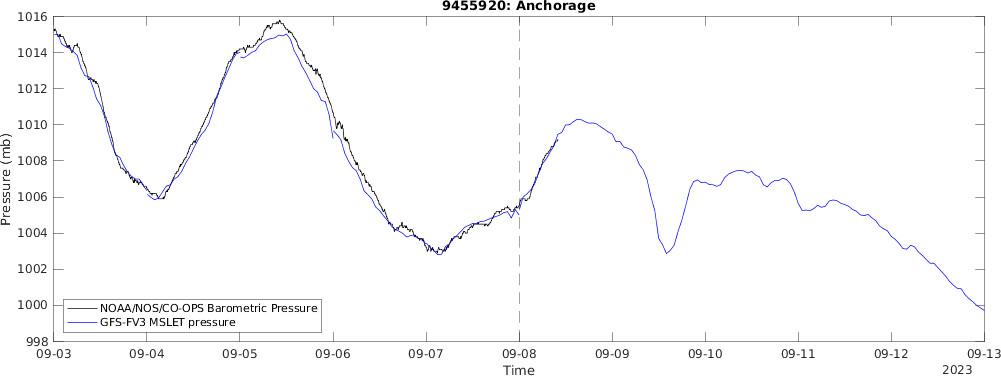 9455920: Anchorage
Pressure (mb)
1016
1014
1012
1010
1008
1006
1004
1002
1000
998
NOAA/NOS/CO-OPS Barometric Pressure
GFS-FV3 MSLET pressure
09-03 09-04 09-05 09-06 09-07 09-08 09-09 09-10 09-11 09-12 09-13
Time
2023